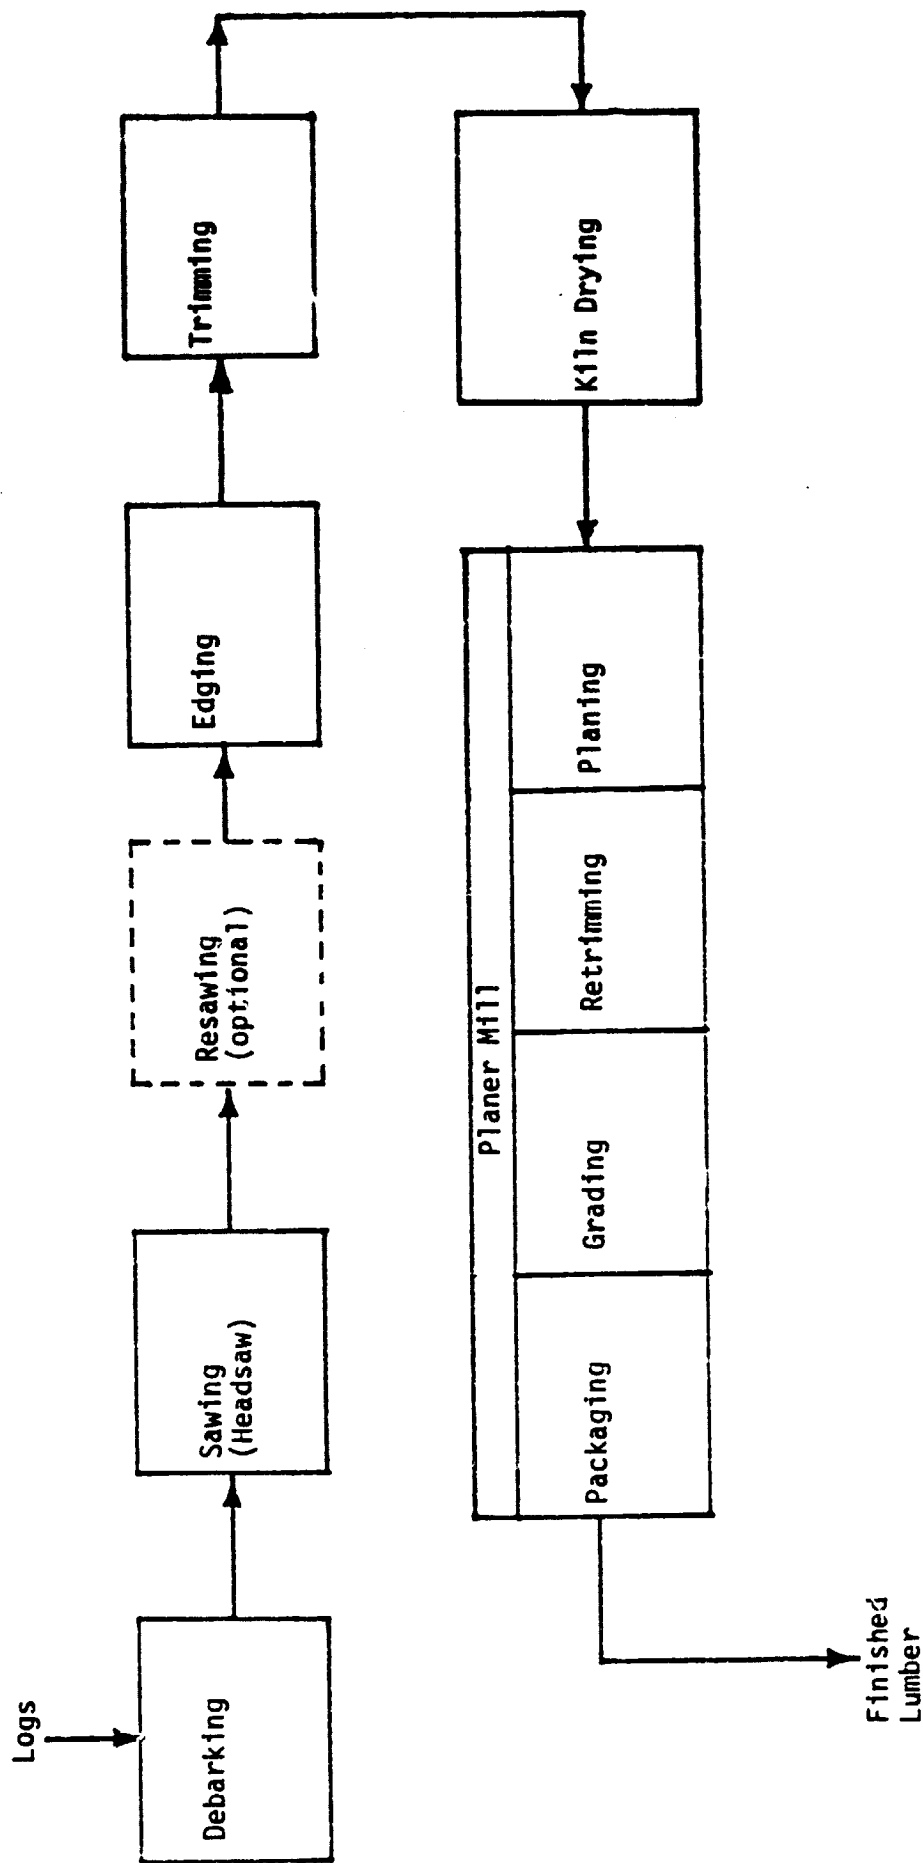 Logs
Debarking
Sawing
(Headsaw)
Resawing
(optional)
Edging
Trimming
Kiln Drying
Planer Mill
Planing
Retrimming
Grading
Packaging
Finished
Lumber